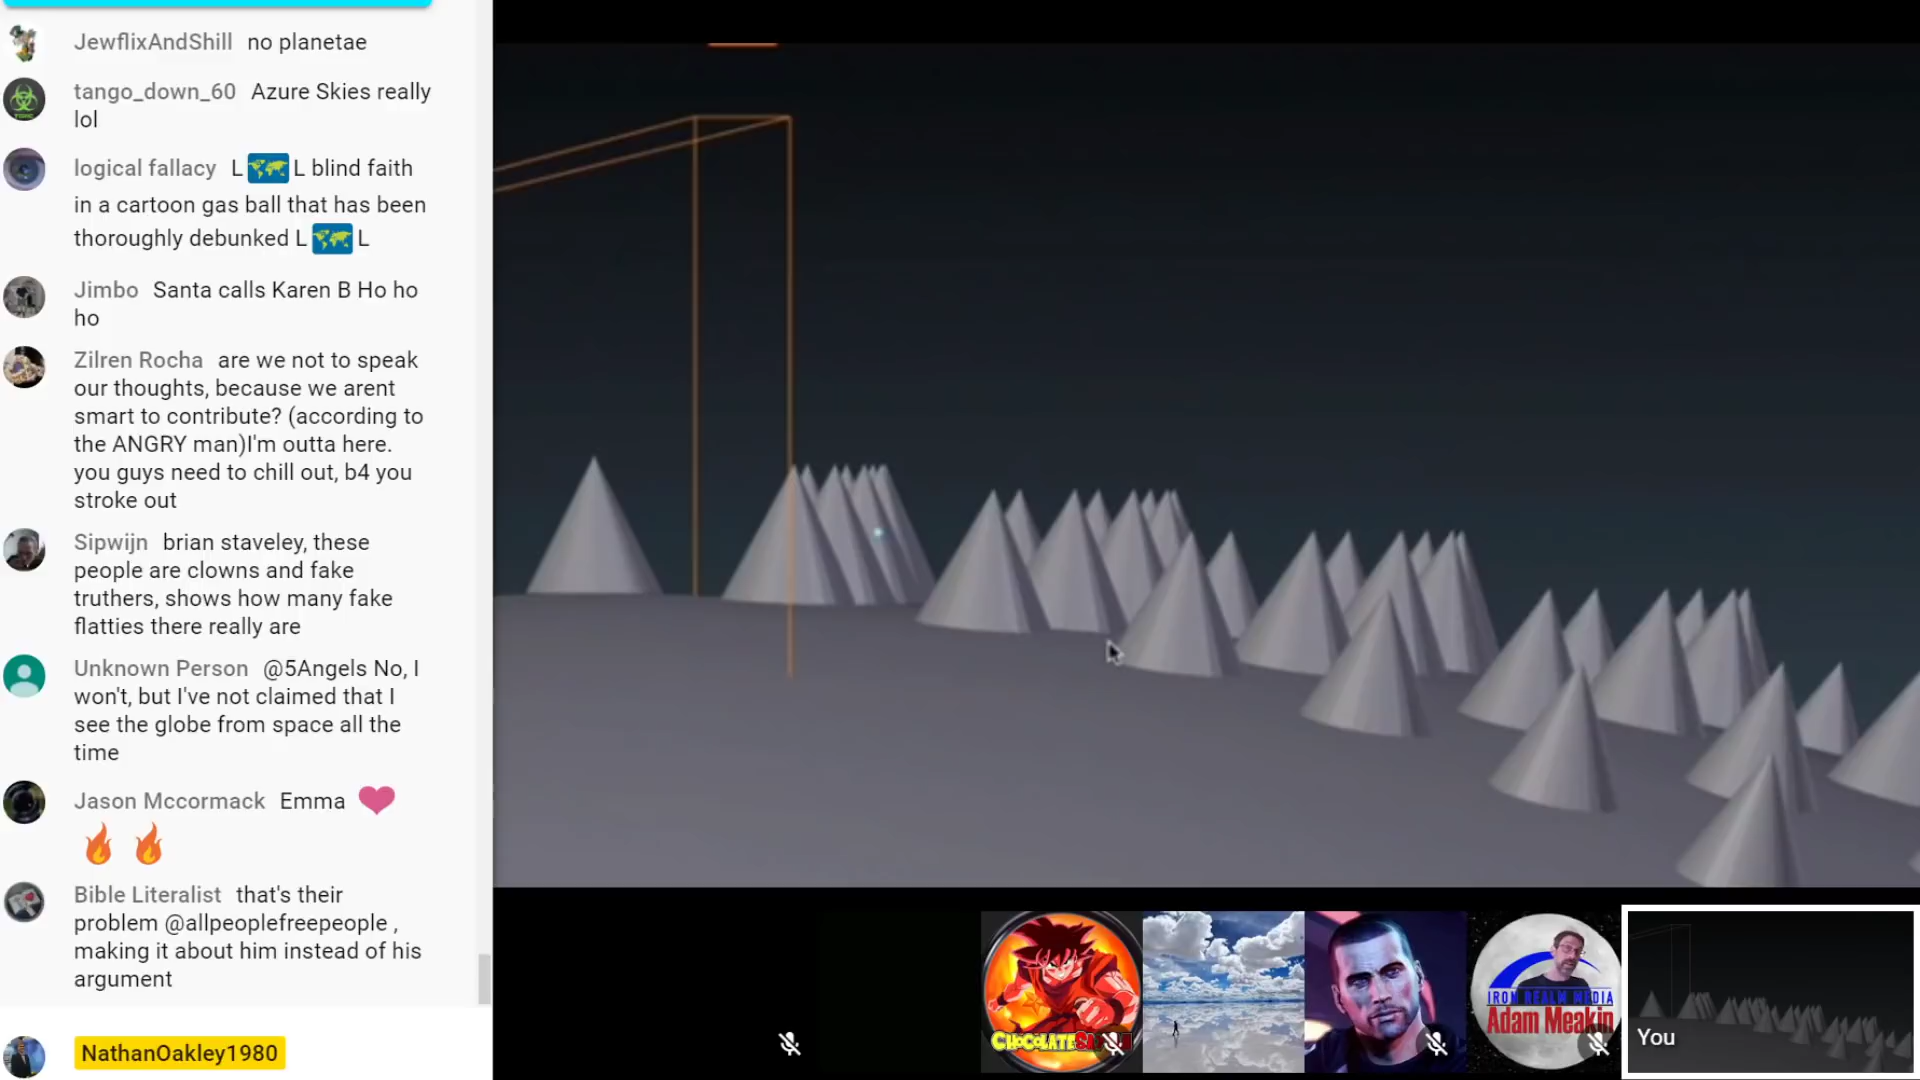 JewflixAndShill no planetae
tango_down_60 Azure Skies really
lol
logical fallacy L L blind faith
in a cartoon gas ball that has been
thoroughly debunked L L
Jimbo Santa calls Karen B Ho ho
ho
Zilren Rocha are we not to speak
our thoughts, because we arent
smart to contribute? (according to
the ANGRY man)I'm outta here.
you guys need to chill out, b4 you
stroke out
Sipwijn brian staveley, these
people are clowns and fake
truthers, shows how many fake
flatties there really are
Unknown Person @5Angels No, I
won't, but I've not claimed that I
see the globe from space all the
time
Jason Mccormack Emma
Bible Literalist that's their
problem @allpeoplefreepeople ,
making it about him instead of his
argument
NathanOakley1980
IRON REALM MEDIA
Adam Meakin
You